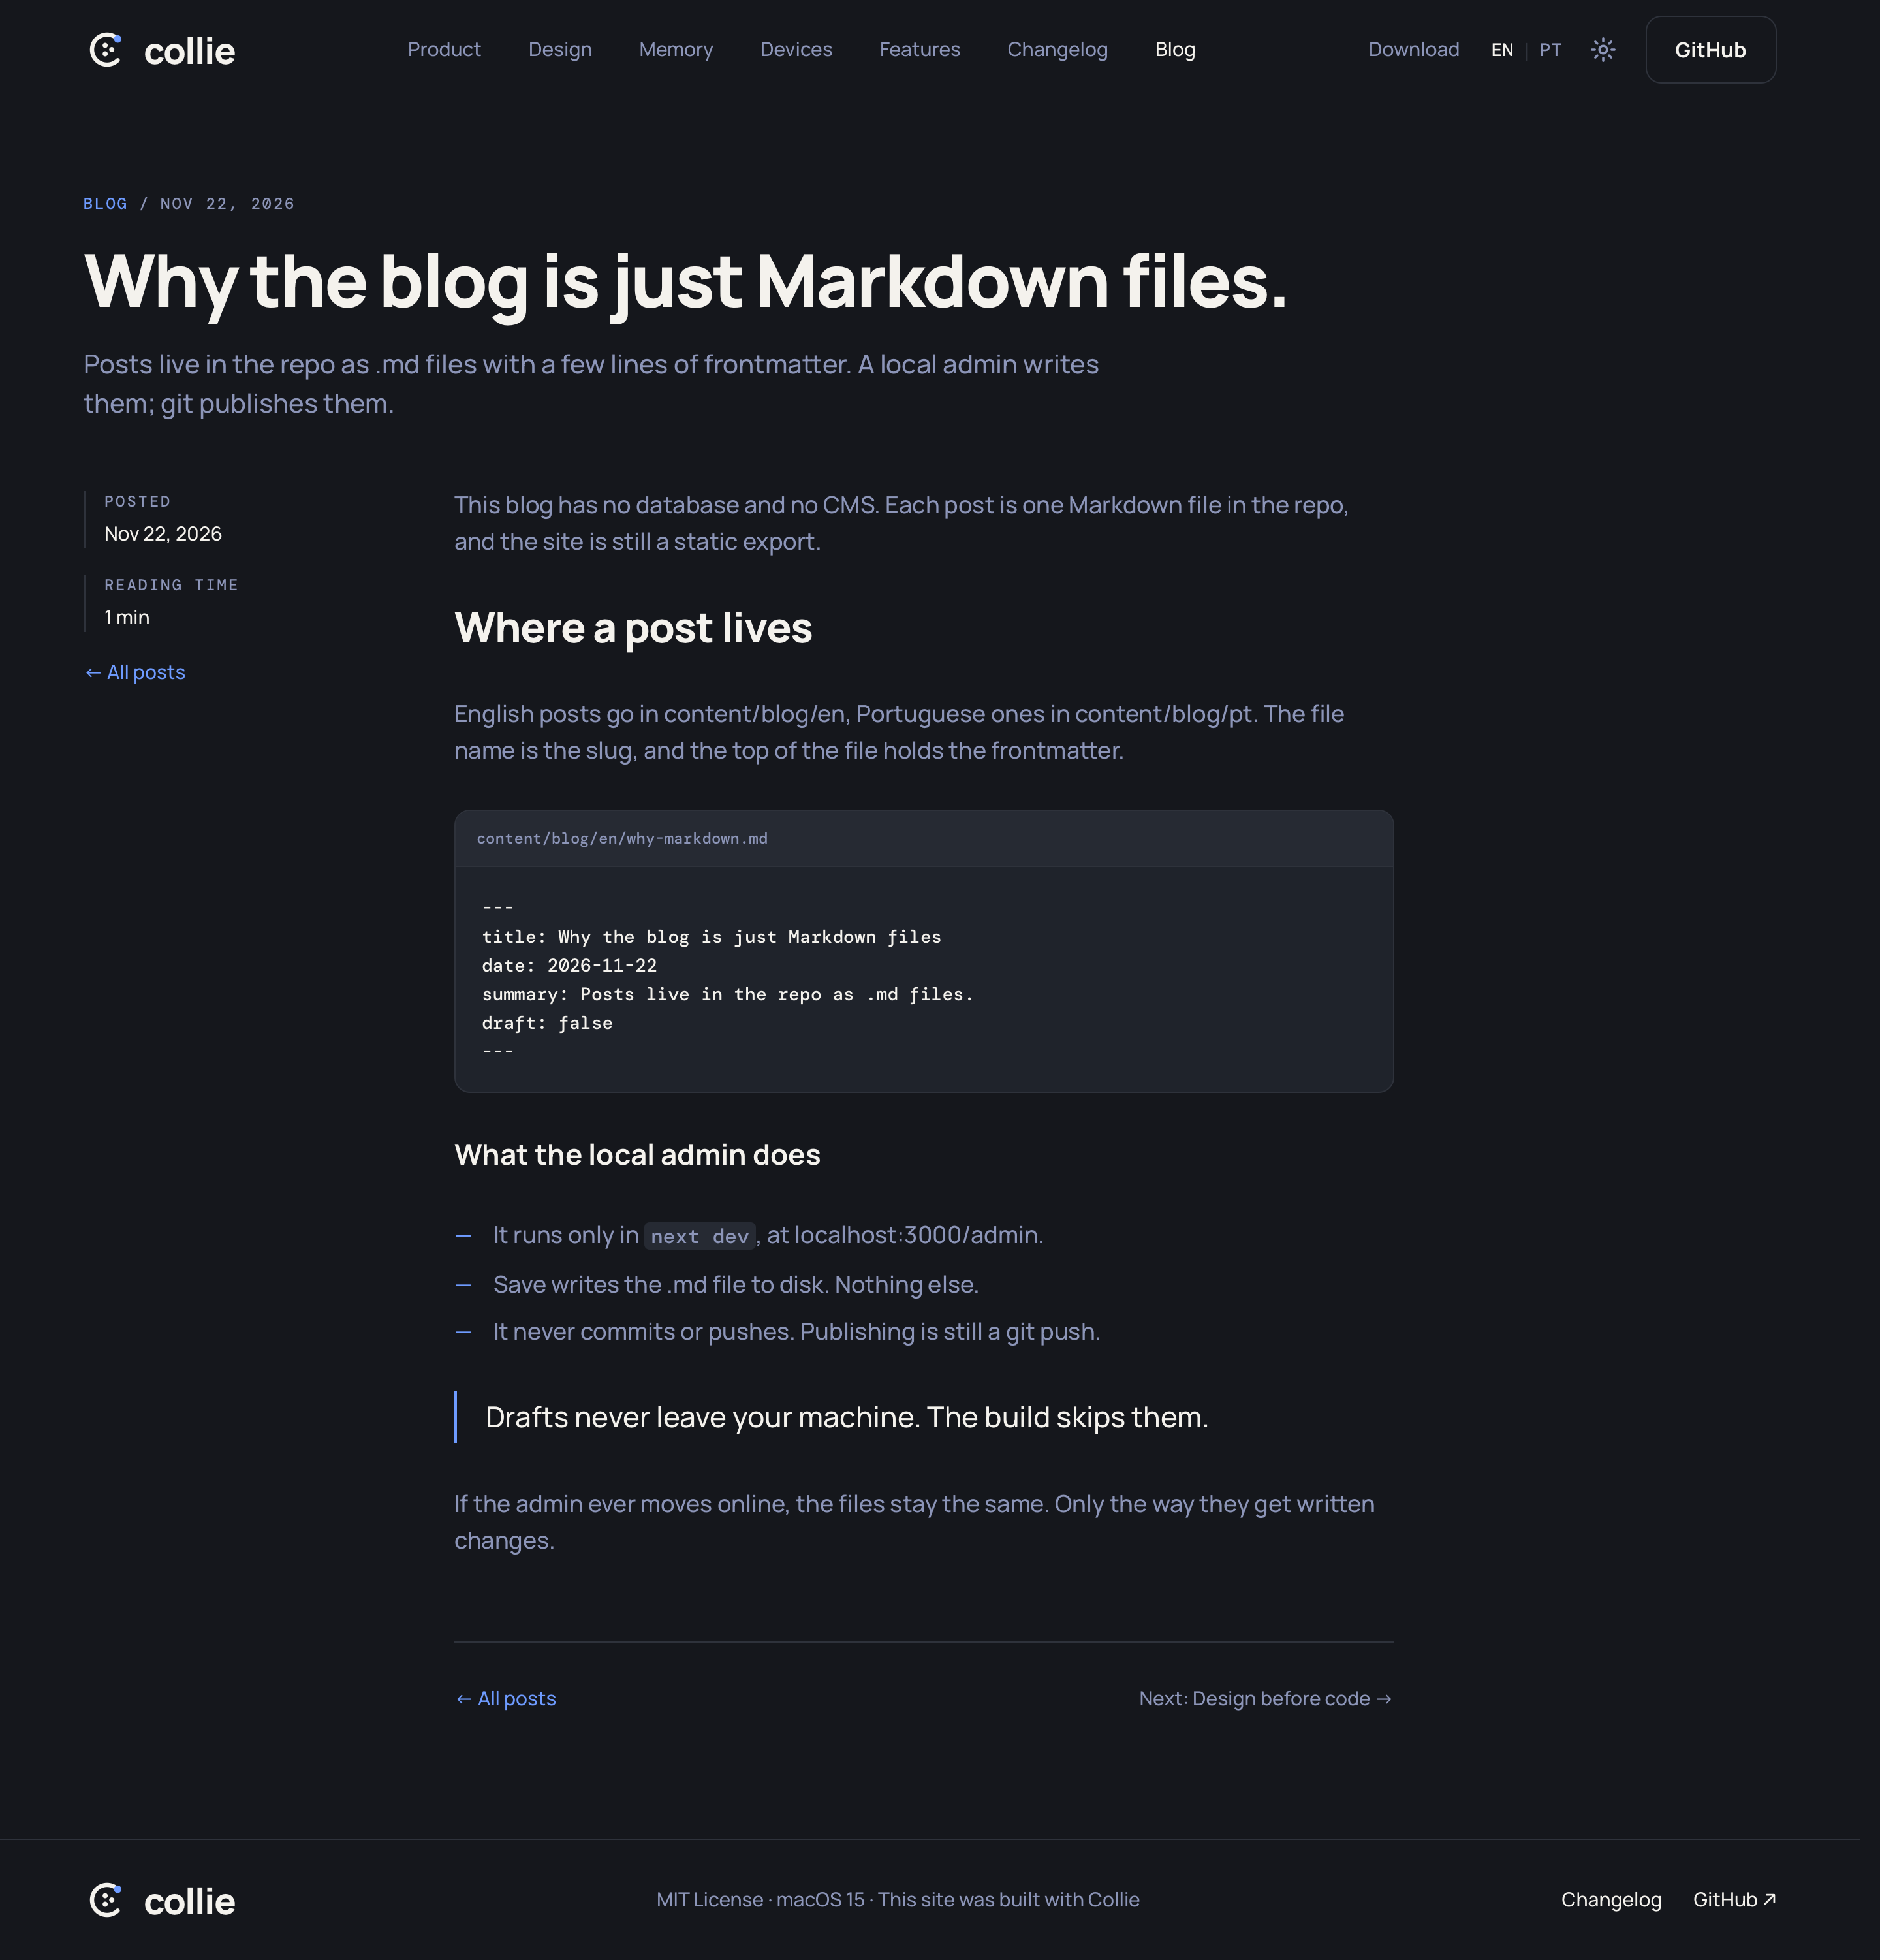 collie
Product
Design
Memory
Devices
Features
Changelog
Blog
Download
EN | PT
GitHub
BLOG / NOV 22, 2026
Why the blog is just Markdown files.
Posts live in the repo as .md files with a few lines of frontmatter. A local admin writes
them; git publishes them.
POSTED
Nov 22, 2026
READING TIME
1 min
← All posts
This blog has no database and no CMS. Each post is one Markdown file in the repo,
and the site is still a static export.
Where a post lives
English posts go in content/blog/en, Portuguese ones in content/blog/pt. The file
name is the slug, and the top of the file holds the frontmatter.
content/blog/en/why-markdown.md
---
title: Why the blog is just Markdown files
date: 2026-11-22
summary: Posts live in the repo as .md files.
draft: false
---
What the local admin does
— It runs only in next dev, at localhost:3000/admin.
— Save writes the .md file to disk. Nothing else.
— It never commits or pushes. Publishing is still a git push.
Drafts never leave your machine. The build skips them.
If the admin ever moves online, the files stay the same. Only the way they get written
changes.
← All posts
Next: Design before code →
collie
MIT License · macOS 15 · This site was built with Collie
Changelog
GitHub ↗